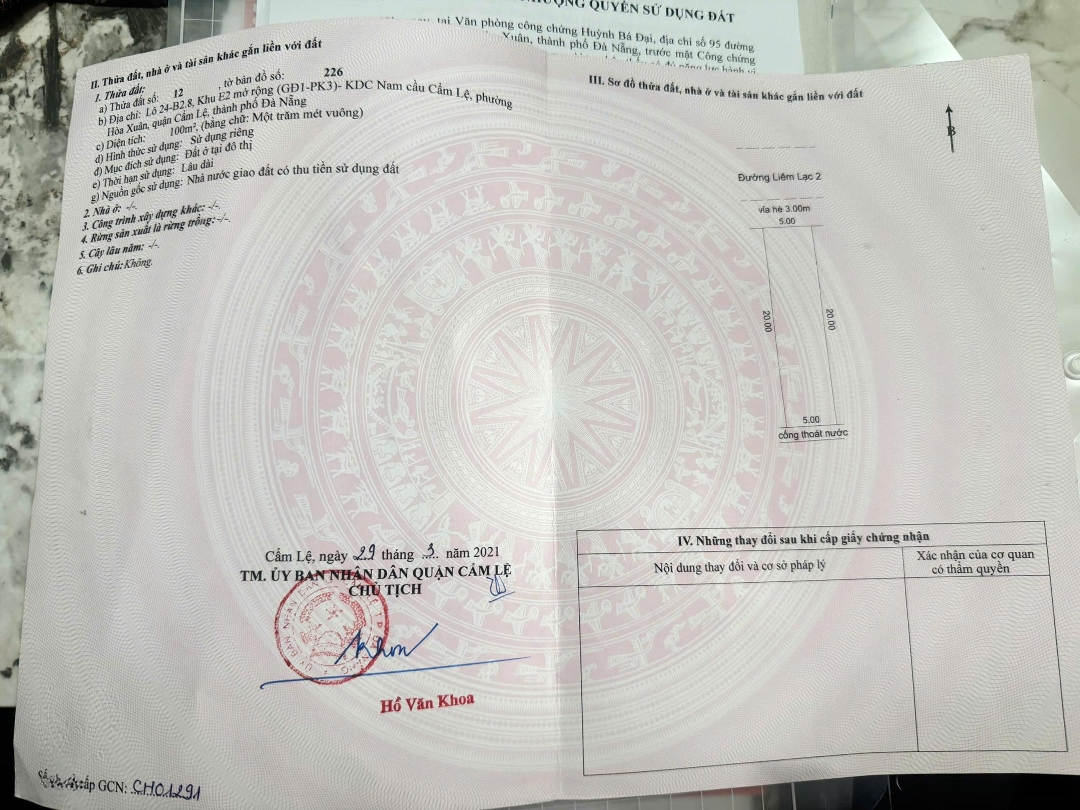 NHƯỢNG QUYỀN SỬ DỤNG ĐẤT
tại Văn phòng công chứng Huỳnh Bá Đại, địa chỉ số 95 đường
Xuân, thành phố Đà Nẵng, trước mặt Công chứng
II. Thửa đất, nhà ở và tài sản khác gắn liền với đất
1. Thửa đất:
a) Thửa đất số: 12 , tờ bản đồ số: 226
b) Địa chỉ: Lô 24-B2.8, Khu E2 mở rộng (GĐ1-PK3)- KDC Nam cầu Cẩm Lệ, phường
Hòa Xuân, quận Cẩm Lệ, thành phố Đà Nẵng
c) Diện tích: 100m², (bằng chữ: Một trăm mét vuông)
d) Hình thức sử dụng: Sử dụng riêng
đ) Mục đích sử dụng: Đất ở tại đô thị
e) Thời hạn sử dụng: Lâu dài
g) Nguồn gốc sử dụng: Nhà nước giao đất có thu tiền sử dụng đất
2. Nhà ở: -/-.
3. Công trình xây dựng khác: -/-.
4. Rừng sản xuất là rừng trồng: -/-.
5. Cây lâu năm: -/-
6. Ghi chú: Không.
Cẩm Lệ, ngày 29 tháng 3 năm 2021
TM. ỦY BAN NHÂN DÂN QUẬN CẨM LỆ
CHỦ TỊCH
Hồ Văn Khoa
cấp GCN: CH01291
III. Sơ đồ thửa đất, nhà ở và tài sản khác gắn liền với đất
B
Đường Liêm Lạc 2
vỉa hè 3.00m
5.00
20.00
20.00
5.00
cống thoát nước
IV. Những thay đổi sau khi cấp giấy chứng nhận
Nội dung thay đổi và cơ sở pháp lý
Xác nhận của cơ quan
có thẩm quyền